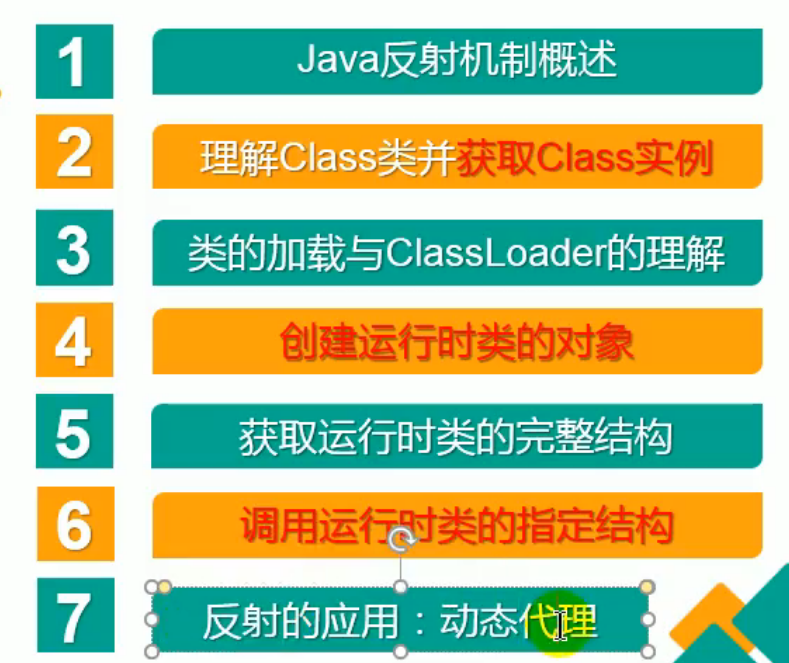 1 Java反射机制概述
2 理解Class类并获取Class实例
3 类的加载与ClassLoader的理解
4 创建运行时类的对象
5 获取运行时类的完整结构
6 调用运行时类的指定结构
7 反射的应用：动态代理